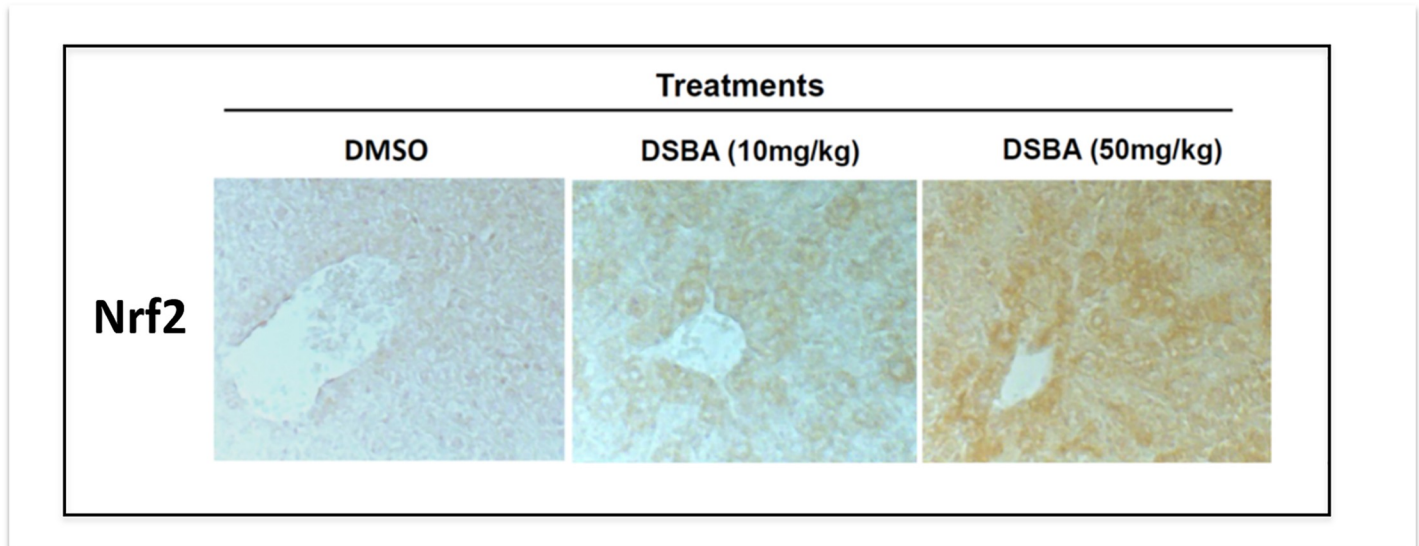 Treatments
DMSO
DSBA (10mg/kg)
DSBA (50mg/kg)
Nrf2